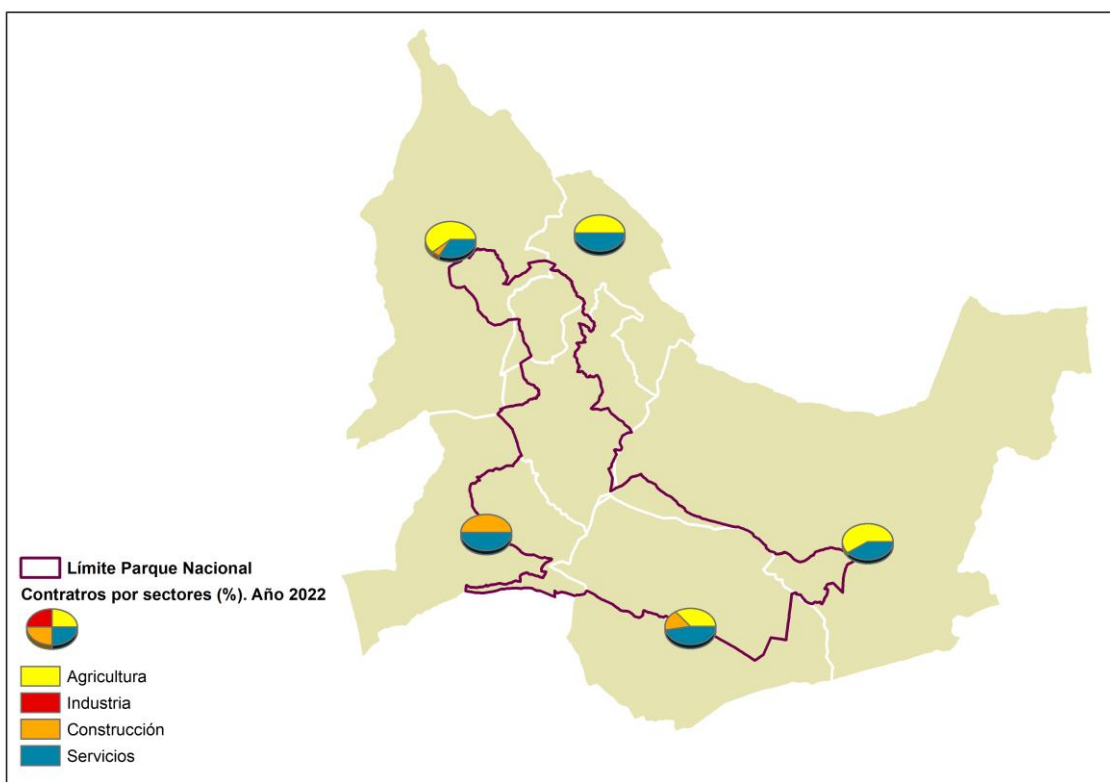 Límite Parque Nacional
Contratros por sectores (%). Año 2022
Agricultura
Industria
Construcción
Servicios